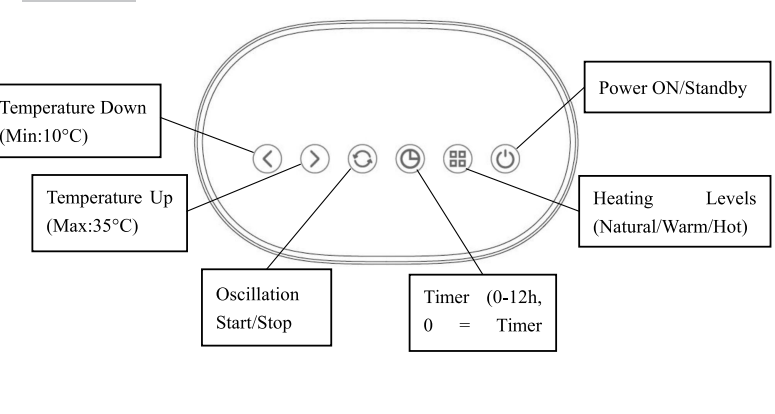 Temperature Down
(Min:10°C)
Temperature Up
(Max:35°C)
Oscillation
Start/Stop
Timer (0-12h,
0 = Timer
Heating Levels
(Natural/Warm/Hot)
Power ON/Standby